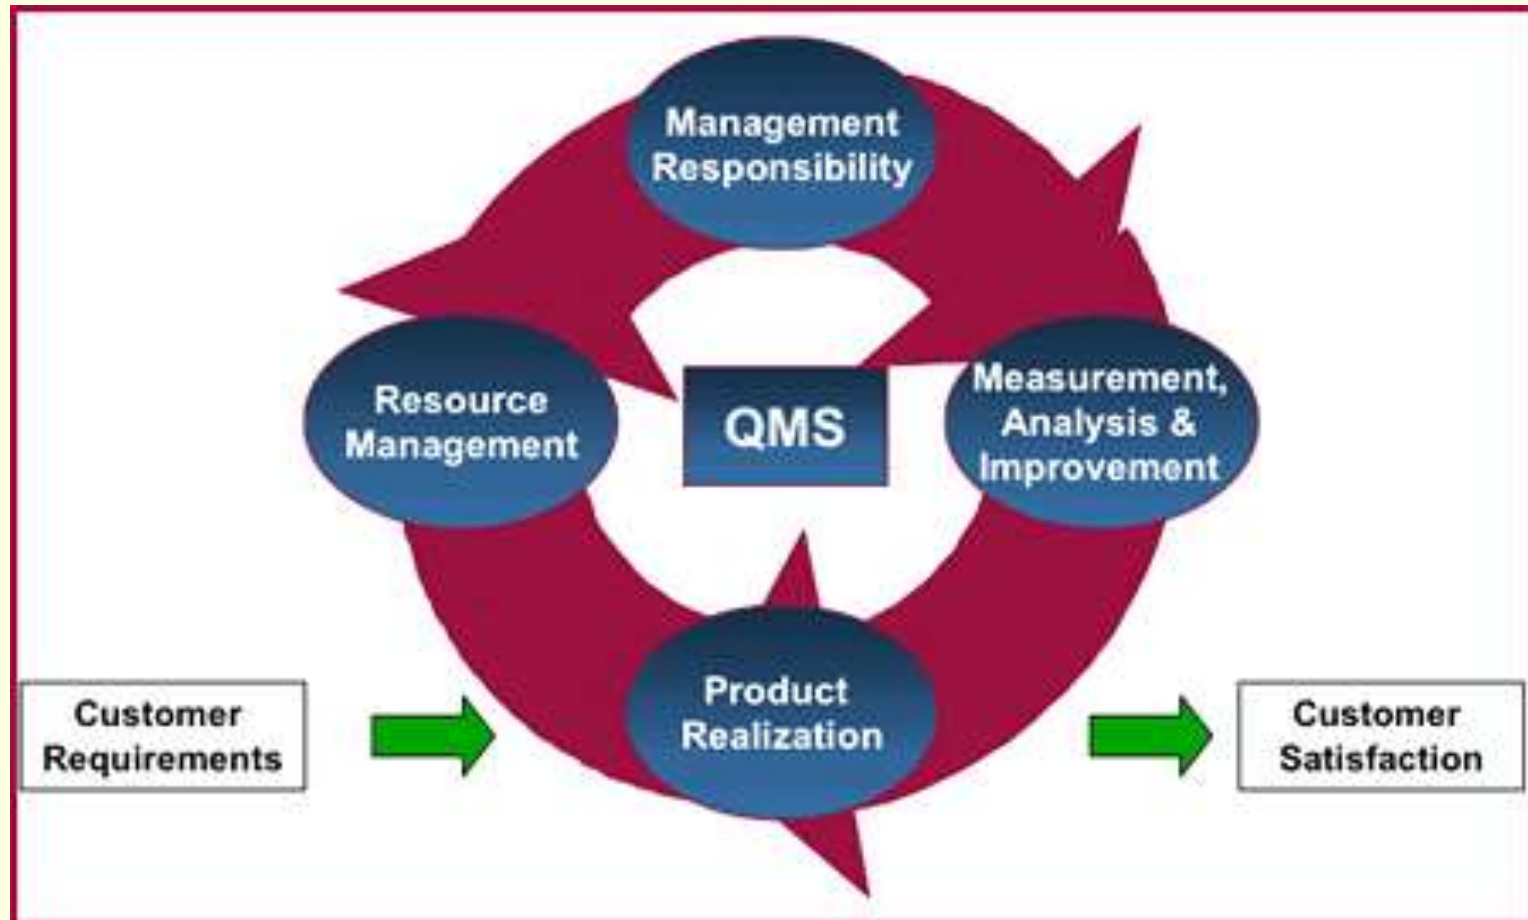 Management
Responsibility
Resource
Management
QMS
Measurement,
Analysis &
Improvement
Product
Realization
Customer
Requirements
Customer
Satisfaction